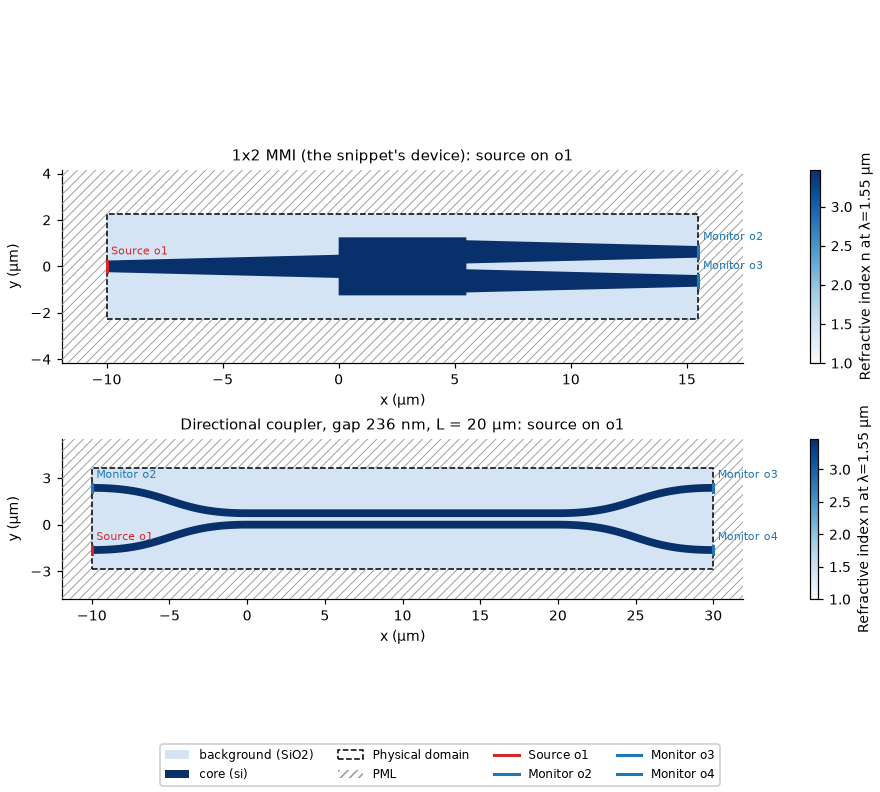 1x2 MMI (the snippet's device): source on o1
4
2
0
−2
−4
y (μm)
Source o1
Monitor o2
Monitor o3
−10
−5
0
5
10
15
x (μm)
3.0
2.5
2.0
1.5
1.0
Refractive index n at λ=1.55 μm
Directional coupler, gap 236 nm, L = 20 μm: source on o1
3
0
−3
y (μm)
Monitor o2
Source o1
Monitor o3
Monitor o4
−10
−5
0
5
10
15
20
25
30
x (μm)
3.0
2.5
2.0
1.5
1.0
Refractive index n at λ=1.55 μm
background (SiO2)
core (si)
Physical domain
PML
Source o1
Monitor o2
Monitor o3
Monitor o4